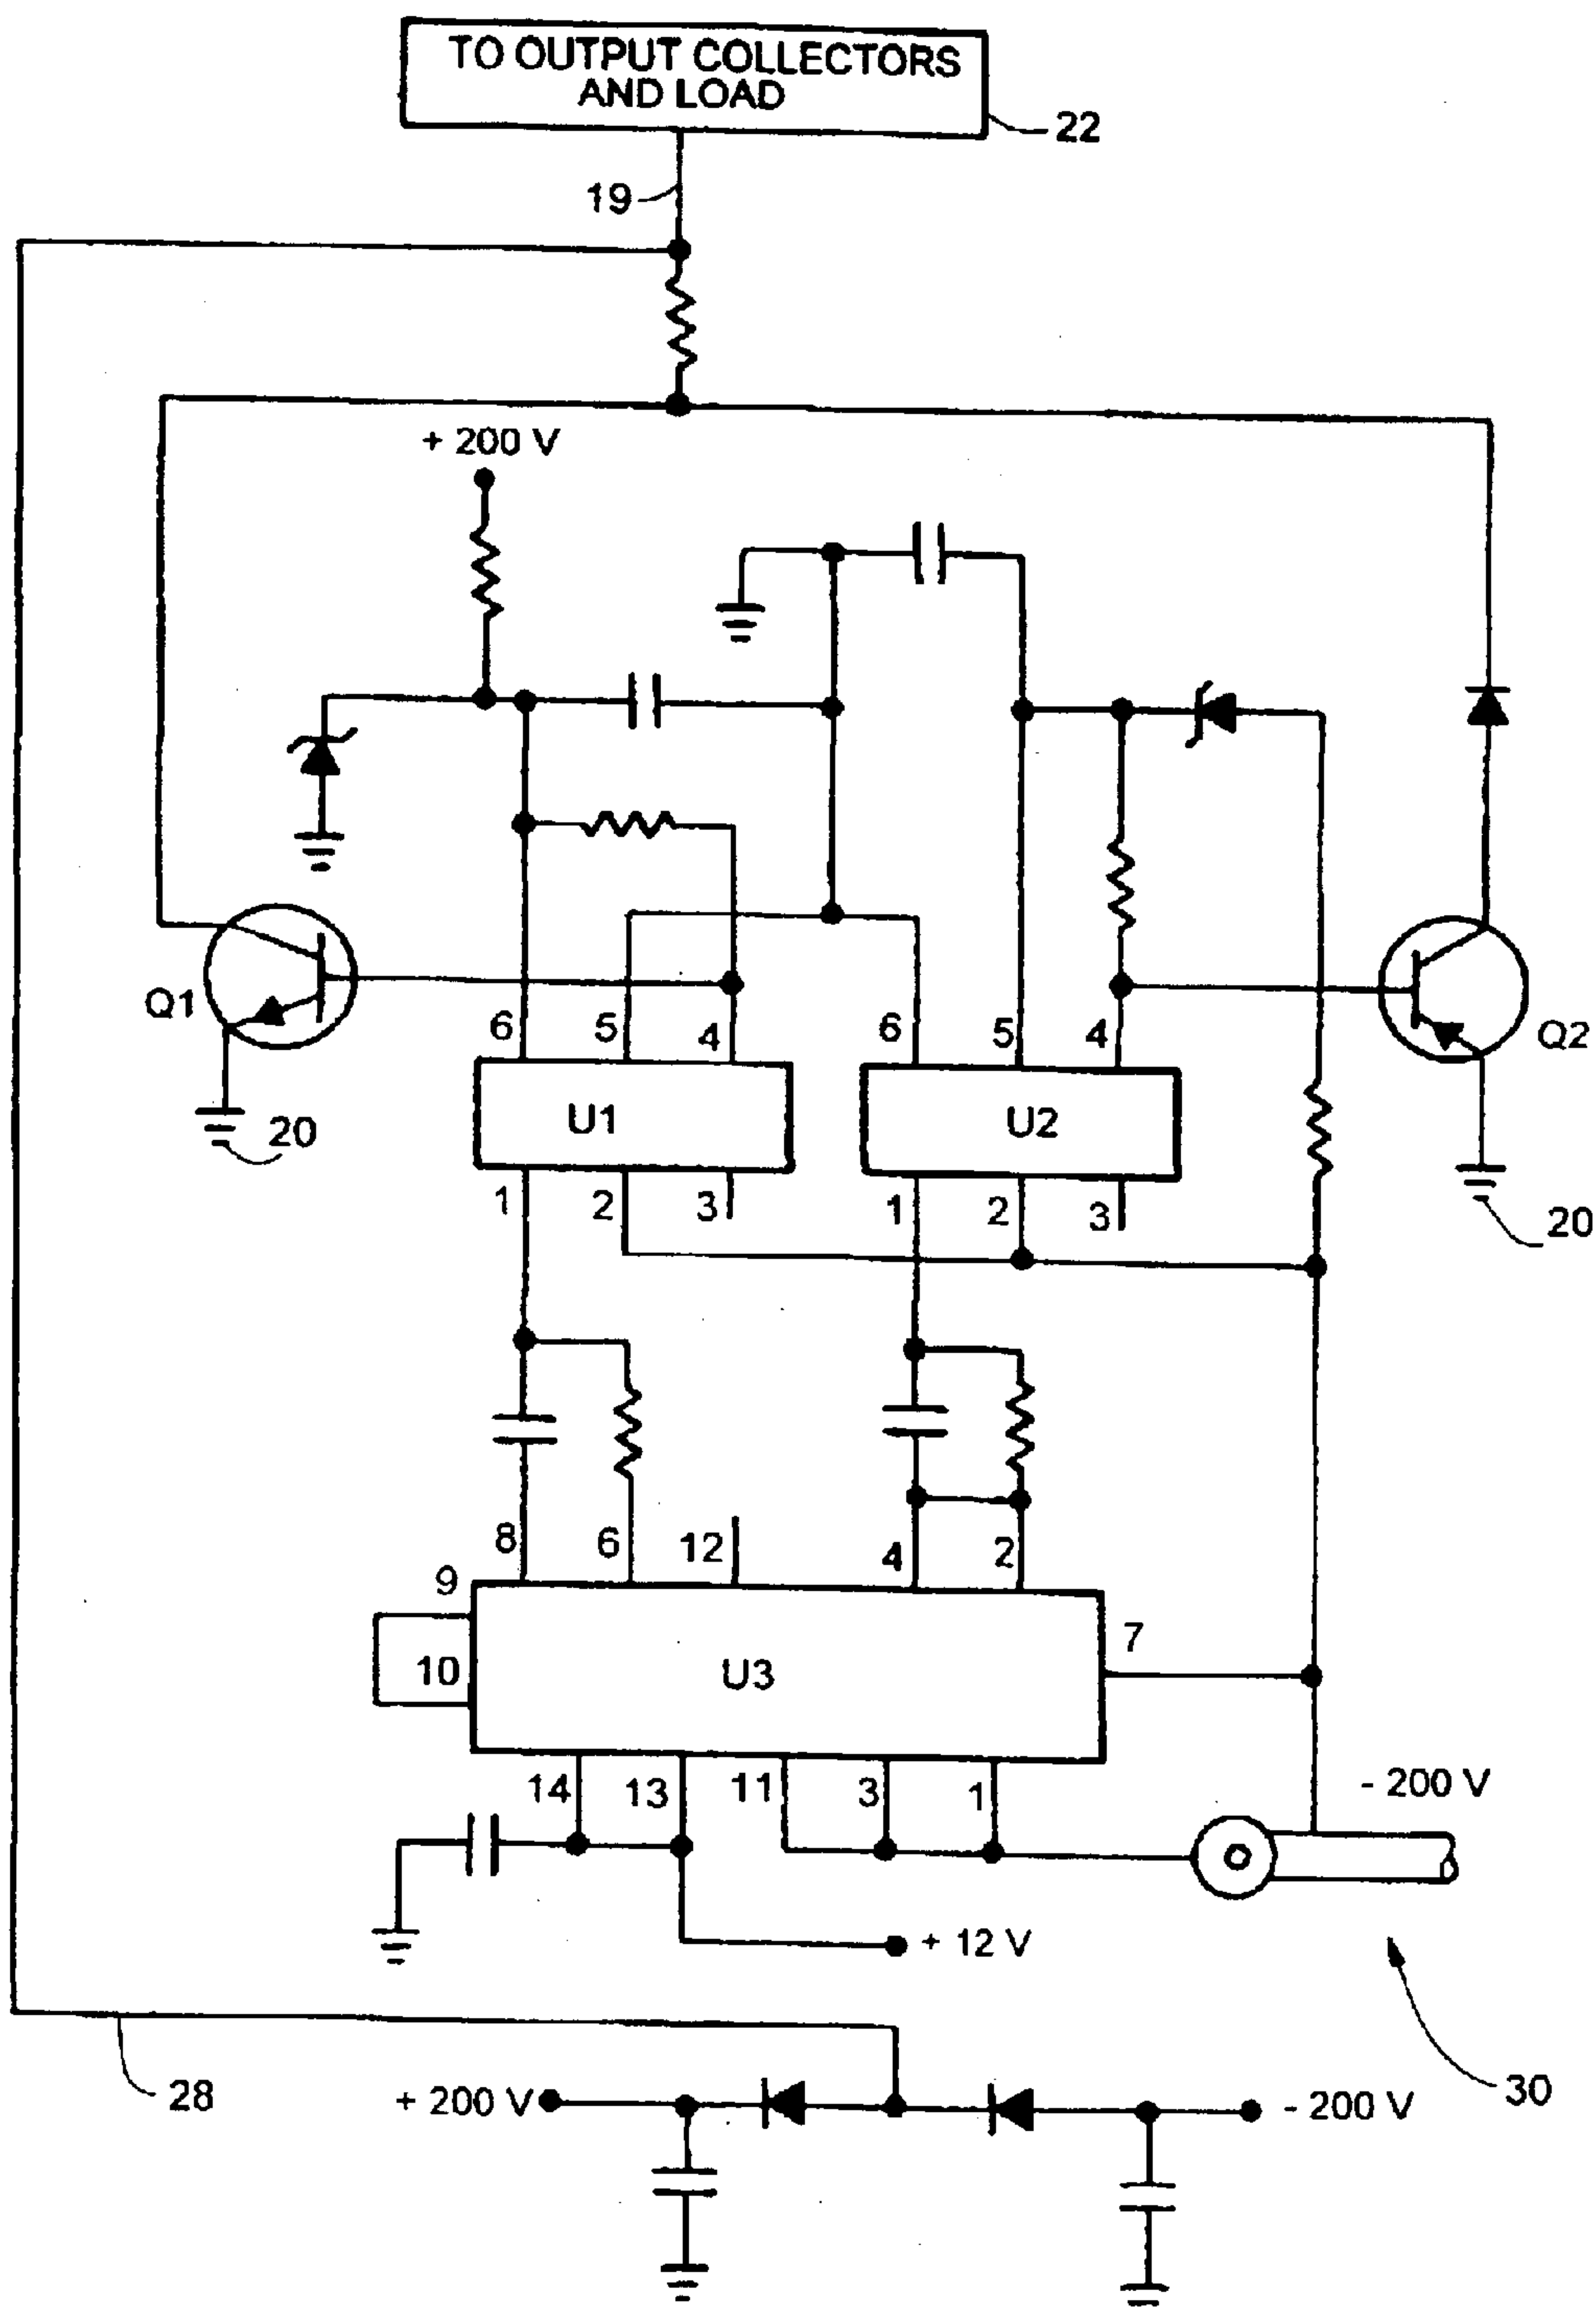 TO OUTPUT COLLECTORS
AND LOAD
22
19
+ 200 V
Q1
6
5
4
6
5
4
Q2
U1
U2
20
1
2
3
1
2
3
20
8
6
12
4
2
9
7
10
U3
14
13
11
3
1
- 200 V
+ 12 V
28
+ 200 V
- 200 V
30